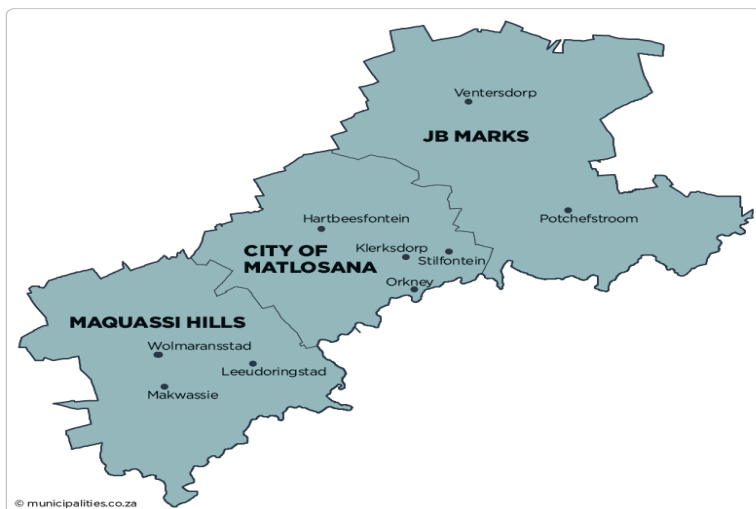 Ventersdorp
JB MARKS
Potchefstroom
Hartbeesfontein
CITY OF
MATLOSANA
Klerksdorp
Stilfontein
Orkney
MAQUASSI HILLS
Wolmaransstad
Leeudoringstad
Makwassie
© municipalities.co.za